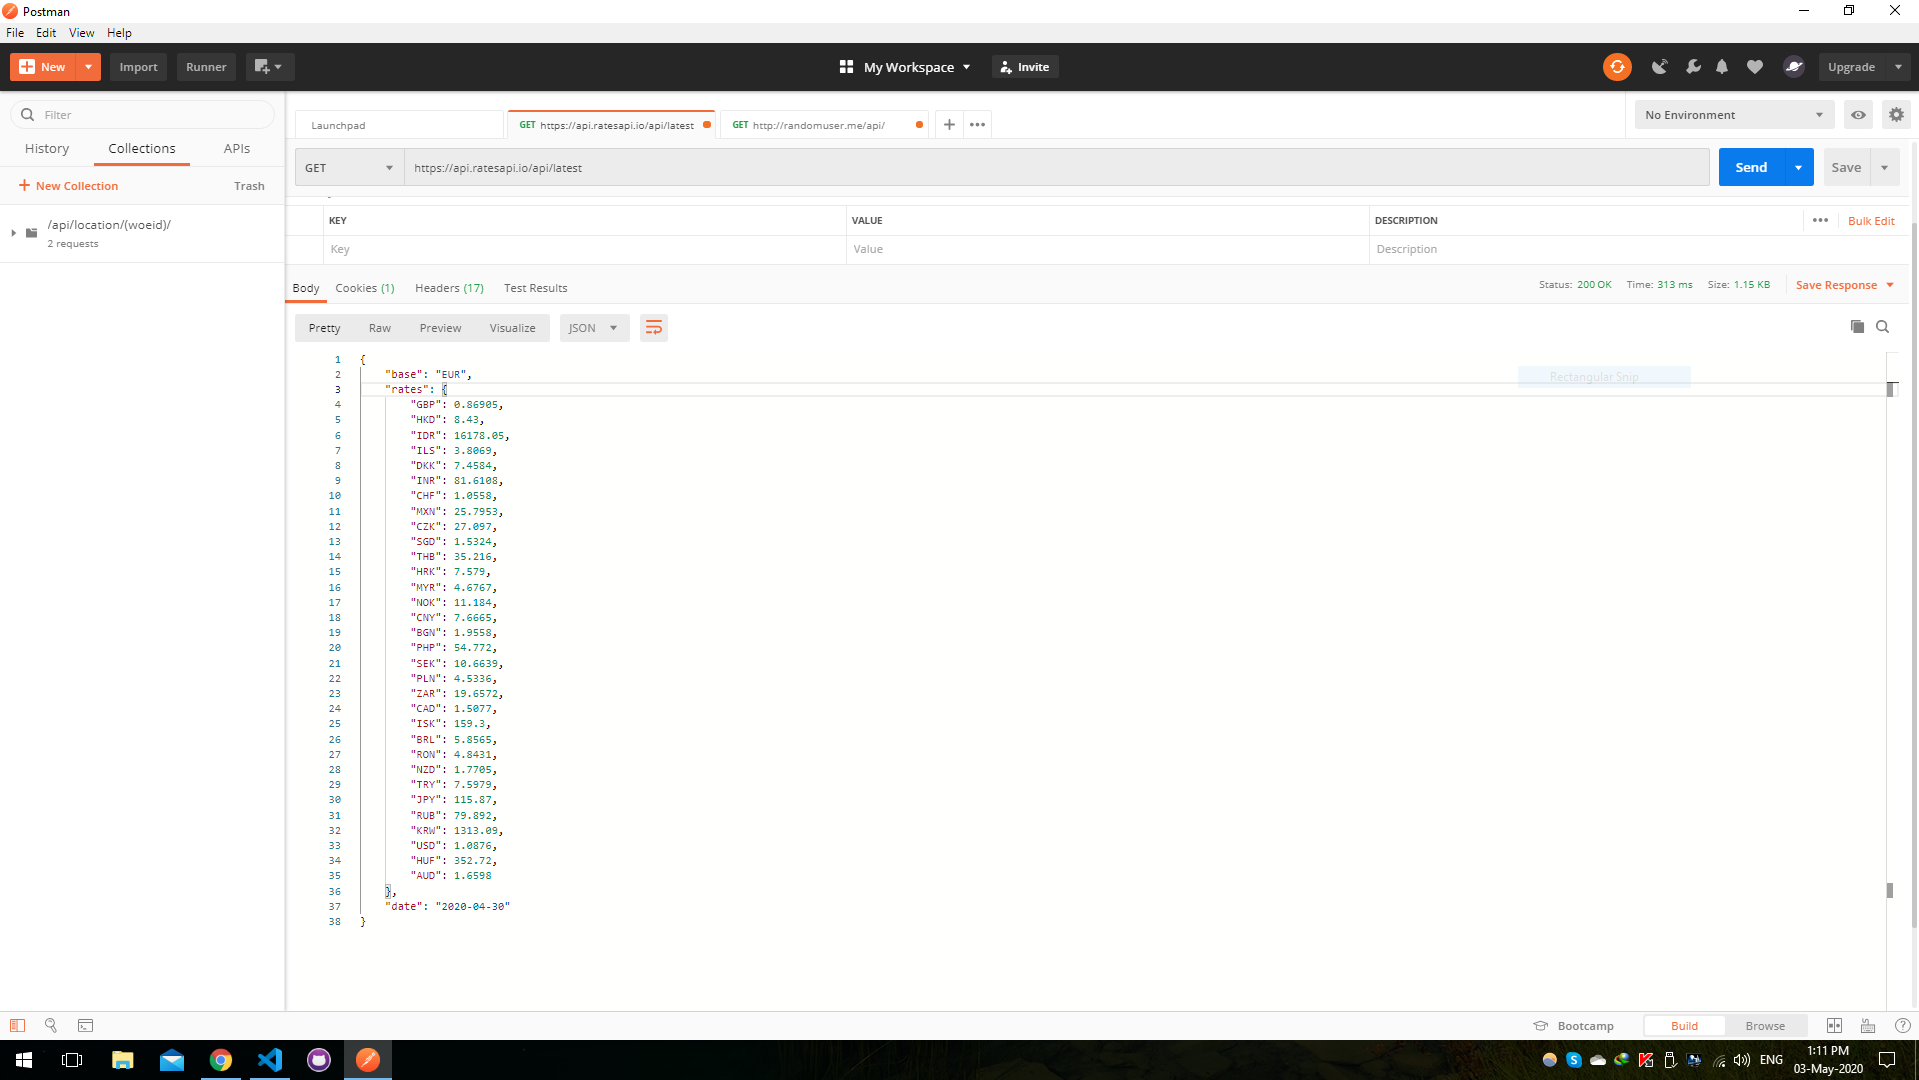 Postman
File Edit View Help
New Import Runner My Workspace Invite Upgrade
Filter
History Collections APIs
New Collection Trash
/api/location/(woeid)/
2 requests
Launchpad GET https://api.ratesapi.io/api/latest GET http://randomuser.me/api/ No Environment
GET https://api.ratesapi.io/api/latest Send Save
KEY VALUE DESCRIPTION Bulk Edit
Key Value Description
Body Cookies (1) Headers (17) Test Results Status: 200 OK Time: 313 ms Size: 1.15 KB Save Response
Pretty Raw Preview Visualize JSON
Rectangular Snip
1 {
2 "base": "EUR",
3 "rates": {
4 "GBP": 0.86905,
5 "HKD": 8.43,
6 "IDR": 16178.05,
7 "ILS": 3.8069,
8 "DKK": 7.4584,
9 "INR": 81.6108,
10 "CHF": 1.0558,
11 "MXN": 25.7953,
12 "CZK": 27.097,
13 "SGD": 1.5324,
14 "THB": 35.216,
15 "HRK": 7.579,
16 "MYR": 4.6767,
17 "NOK": 11.184,
18 "CNY": 7.6665,
19 "BGN": 1.9558,
20 "PHP": 54.772,
21 "SEK": 10.6639,
22 "PLN": 4.5336,
23 "ZAR": 19.6572,
24 "CAD": 1.5077,
25 "ISK": 159.3,
26 "BRL": 5.8565,
27 "RON": 4.8431,
28 "NZD": 1.7705,
29 "TRY": 7.5979,
30 "JPY": 115.87,
31 "RUB": 79.892,
32 "KRW": 1313.09,
33 "USD": 1.0876,
34 "HUF": 352.72,
35 "AUD": 1.6598
36 },
37 "date": "2020-04-30"
38 }
Bootcamp Build Browse
ENG 1:11 PM
03-May-2020